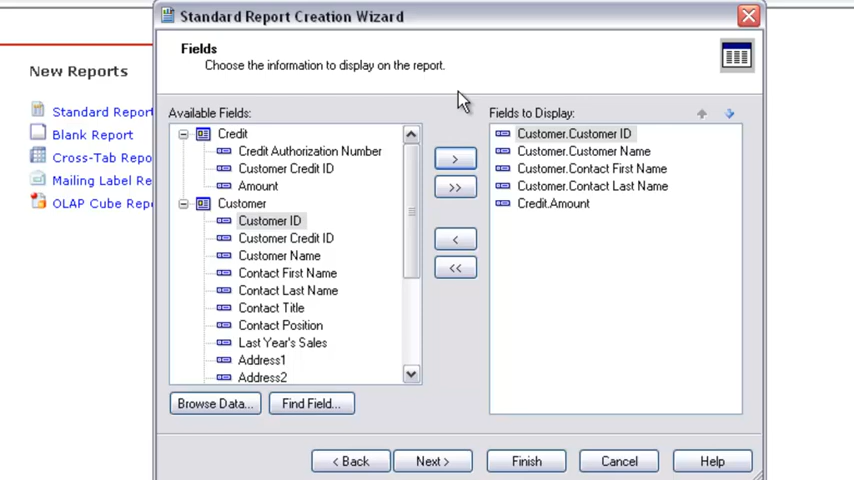 Standard Report Creation Wizard
Fields
Choose the information to display on the report.
New Reports
Standard Report
Blank Report
Cross-Tab Repo
Mailing Label Re
OLAP Cube Repo
Available Fields:
Credit
Credit Authorization Number
Customer Credit ID
Amount
Customer
Customer ID
Customer Credit ID
Customer Name
Contact First Name
Contact Last Name
Contact Title
Contact Position
Last Year's Sales
Address1
Address2
>
>>
<
<<
Fields to Display:
Customer.Customer ID
Customer.Customer Name
Customer.Contact First Name
Customer.Contact Last Name
Credit.Amount
Browse Data... Find Field...
< Back Next > Finish Cancel Help